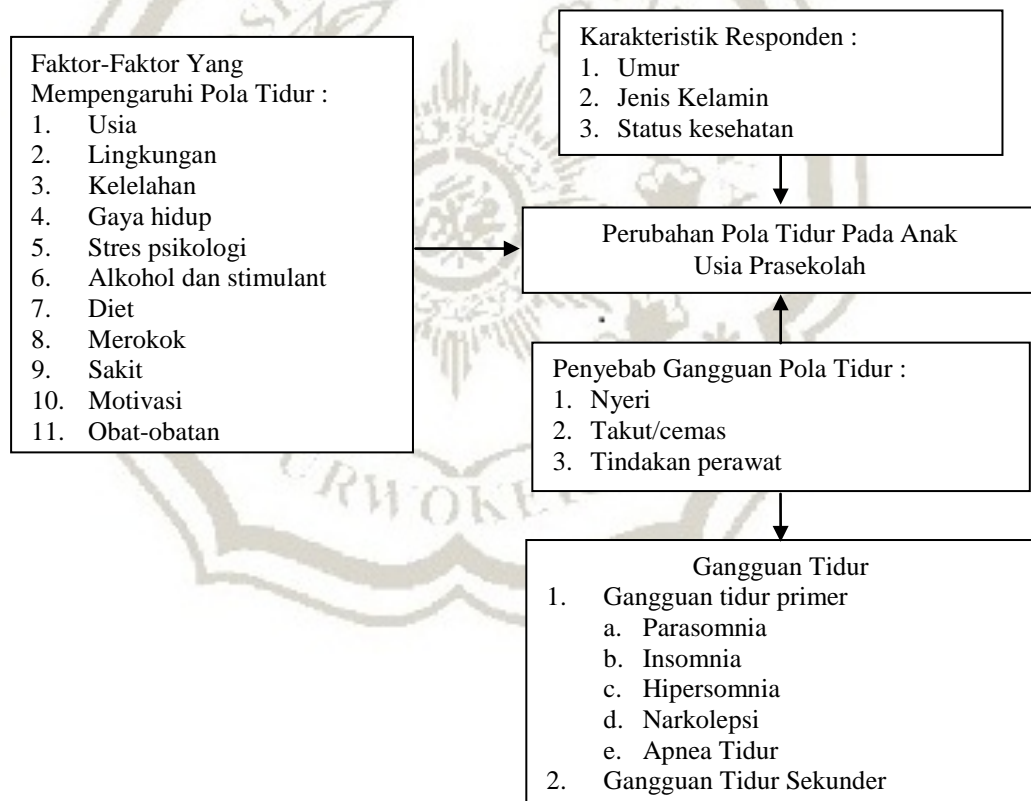 Faktor-Faktor Yang
Mempengaruhi Pola Tidur :
1. Usia
2. Lingkungan
3. Kelelahan
4. Gaya hidup
5. Stres psikologi
6. Alkohol dan stimulant
7. Diet
8. Merokok
9. Sakit
10. Motivasi
11. Obat-obatan
Karakteristik Responden :
1. Umur
2. Jenis Kelamin
3. Status kesehatan
Perubahan Pola Tidur Pada Anak
Usia Prasekolah
Penyebab Gangguan Pola Tidur :
1. Nyeri
2. Takut/cemas
3. Tindakan perawat
Gangguan Tidur
1. Gangguan tidur primer
a. Parasomnia
b. Insomnia
c. Hipersomnia
d. Narkolepsi
e. Apnea Tidur
2. Gangguan Tidur Sekunder